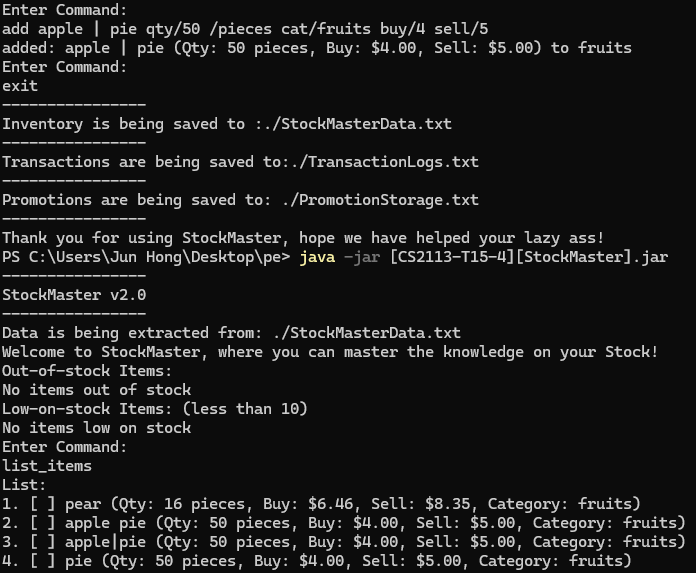 Enter Command:
add apple | pie qty/50 /pieces cat/fruits buy/4 sell/5
added: apple | pie (Qty: 50 pieces, Buy: $4.00, Sell: $5.00) to fruits
Enter Command:
exit
----------------
Inventory is being saved to :./StockMasterData.txt
----------------
Transactions are being saved to:./TransactionLogs.txt
----------------
Promotions are being saved to: ./PromotionStorage.txt
----------------
Thank you for using StockMaster, hope we have helped your lazy ass!
PS C:\Users\Jun Hong\Desktop\pe> java -jar [CS2113-T15-4][StockMaster].jar
----------------
StockMaster v2.0
----------------
Data is being extracted from: ./StockMasterData.txt
Welcome to StockMaster, where you can master the knowledge on your Stock!
Out-of-stock Items:
No items out of stock
Low-on-stock Items: (less than 10)
No items low on stock
Enter Command:
list_items
List:
1. [ ] pear (Qty: 16 pieces, Buy: $6.46, Sell: $8.35, Category: fruits)
2. [ ] apple pie (Qty: 50 pieces, Buy: $4.00, Sell: $5.00, Category: fruits)
3. [ ] apple|pie (Qty: 50 pieces, Buy: $4.00, Sell: $5.00, Category: fruits)
4. [ ] pie (Qty: 50 pieces, Buy: $4.00, Sell: $5.00, Category: fruits)